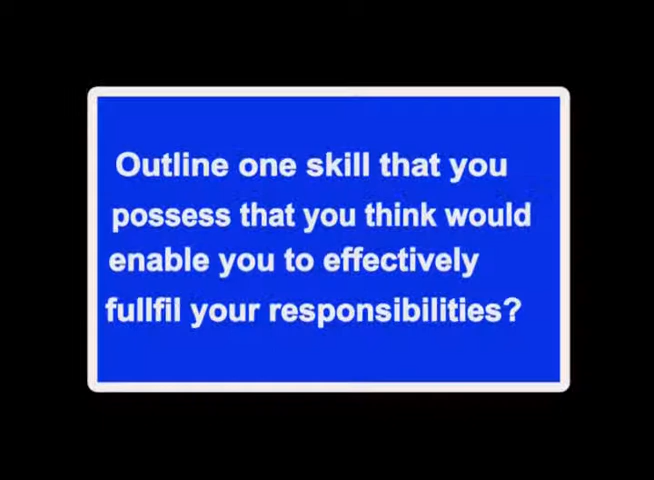 Outline one skill that you
possess that you think would
enable you to effectively
fullfil your responsibilities?